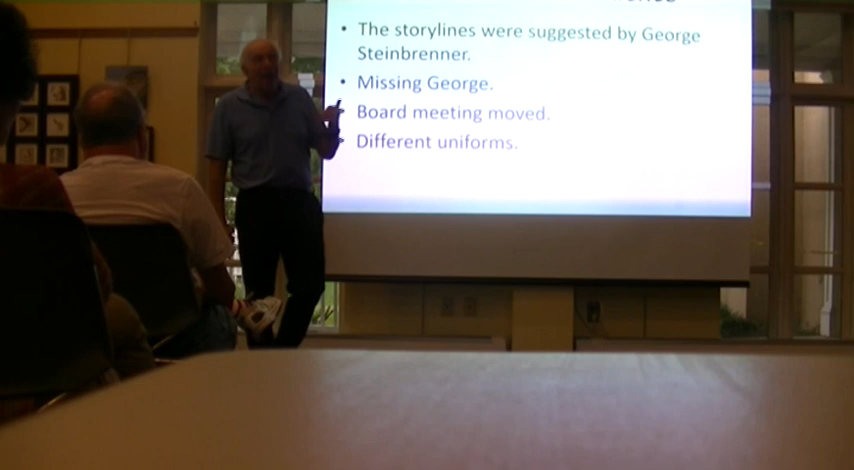 • The storylines were suggested by George
Steinbrenner.
• Missing George.
Board meeting moved.
Different uniforms.